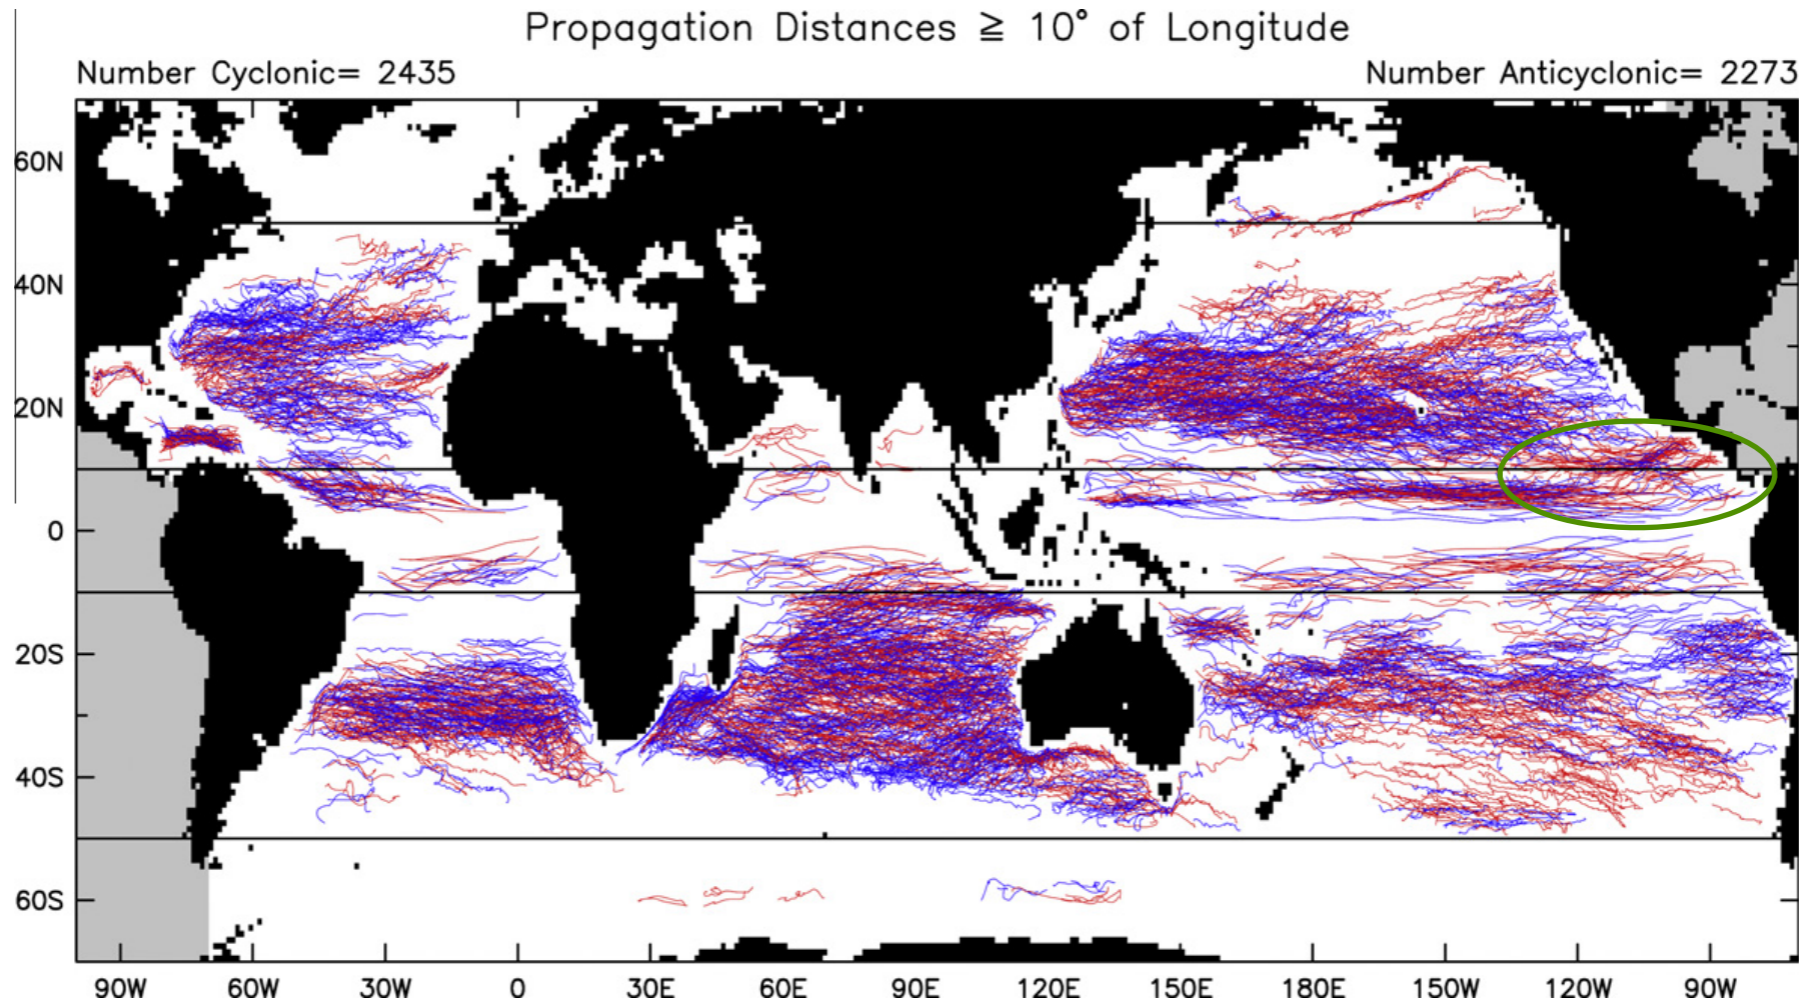 Propagation Distances ≧ 10° of Longitude
Number Cyclonic= 2435
Number Anticyclonic= 2273
60N
40N
20N
0
20S
40S
60S
90W 60W 30W 0 30E 60E 90E 120E 150E 180E 150W 120W 90W